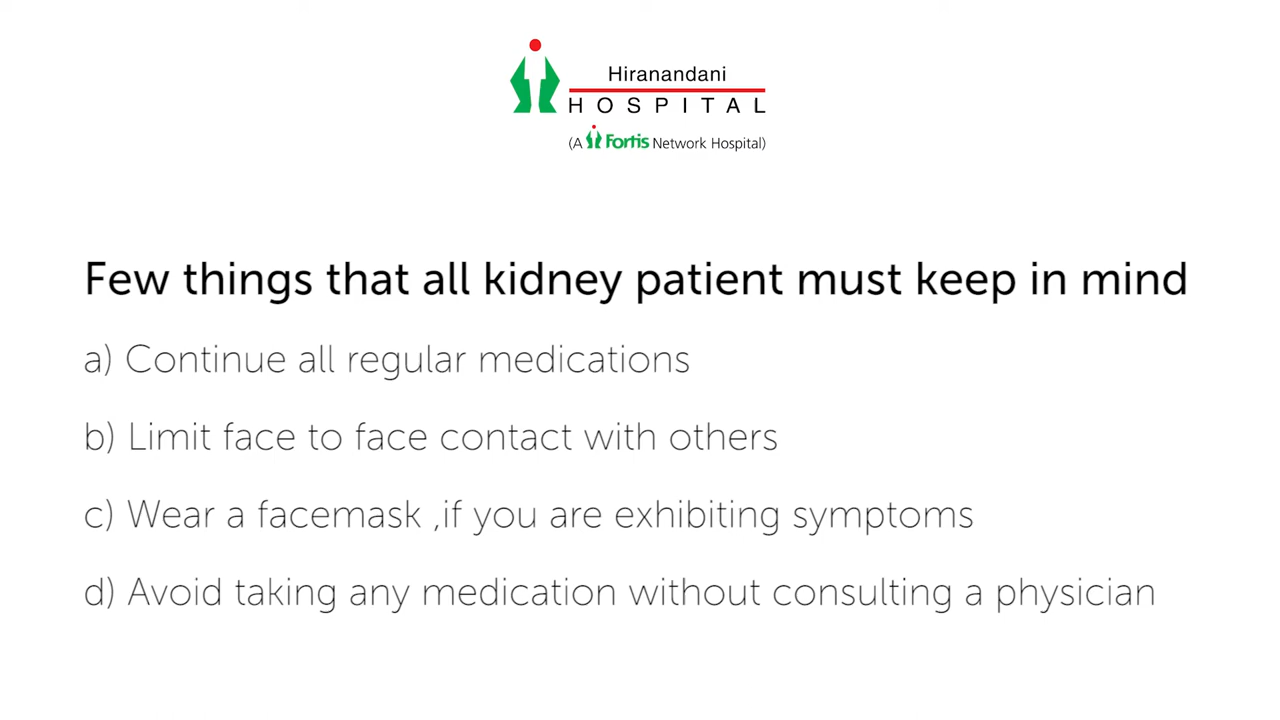 Hiranandani
HOSPITAL
(A Fortis Network Hospital)
Few things that all kidney patient must keep in mind
a) Continue all regular medications
b) Limit face to face contact with others
c) Wear a facemask ,if you are exhibiting symptoms
d) Avoid taking any medication without consulting a physician